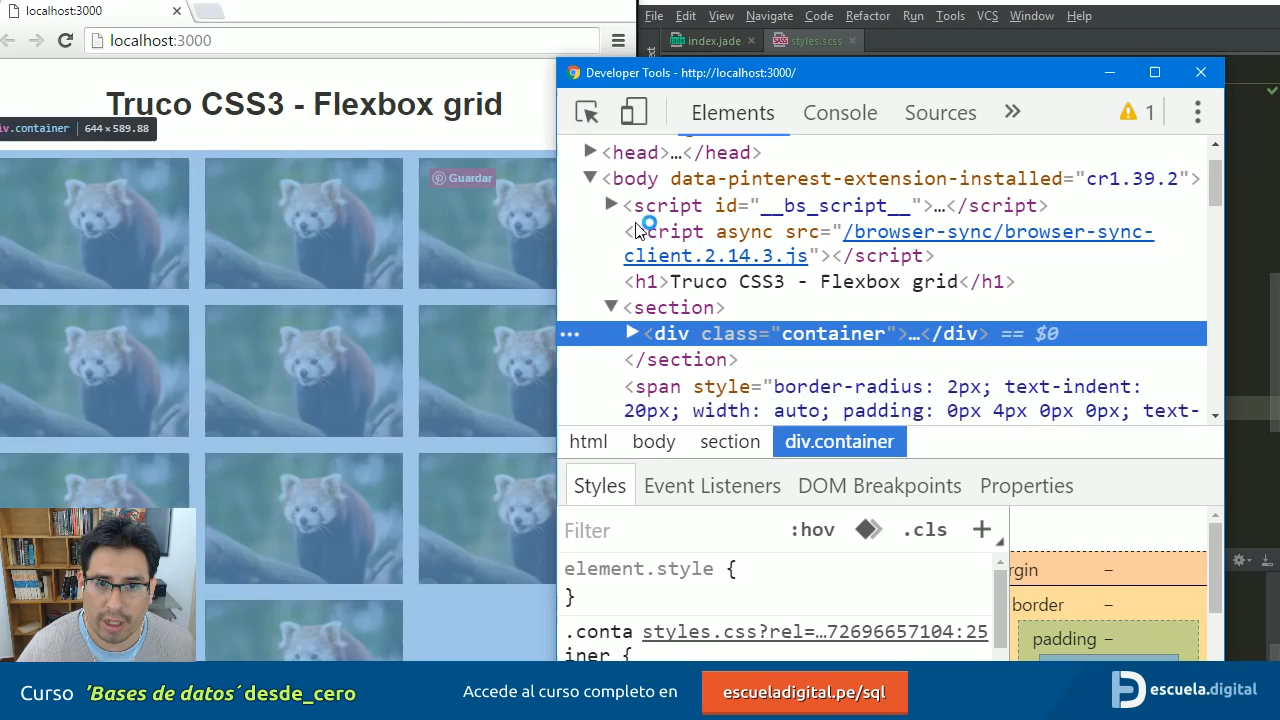 localhost:3000
localhost:3000
Truco CSS3 - Flexbox grid
div.container 644×589.88
Guardar
File Edit View Navigate Code Refactor Run Tools VCS Window Help
index.jade styles.scss
Developer Tools - http://localhost:3000/
Elements Console Sources 1
<head>…</head>
<body data-pinterest-extension-installed="cr1.39.2">
<script id="__bs_script__">…</script>
<script async src="/browser-sync/browser-sync-
client.2.14.3.js"></script>
<h1>Truco CSS3 - Flexbox grid</h1>
<section>
<div class="container">…</div> == $0
</section>
<span style="border-radius: 2px; text-indent:
20px; width: auto; padding: 0px 4px 0px 0px; text-
html body section div.container
Styles Event Listeners DOM Breakpoints Properties
Filter :hov .cls +
element.style {
}
.conta styles.css?rel=…72696657104:25
iner {
rgin –
border –
padding –
Curso 'Bases de datos´ desde_cero
Accede al curso completo en
escueladigital.pe/sql
escuela.digital